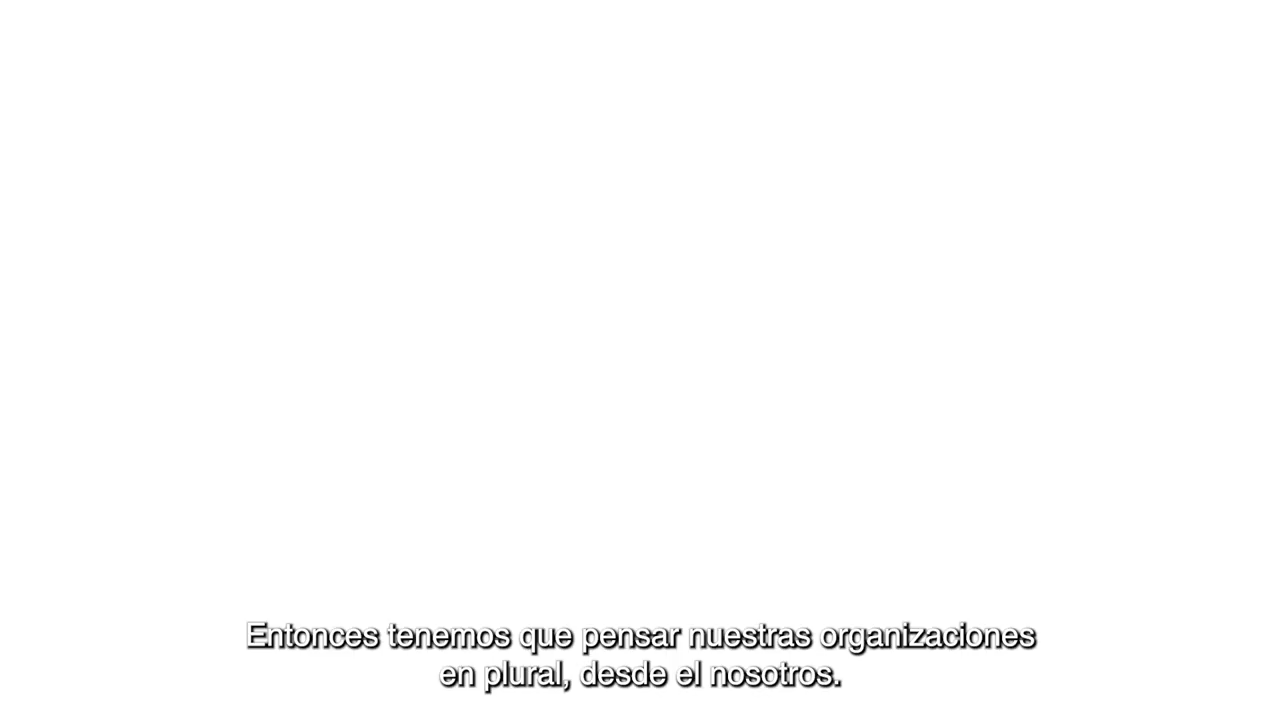 Entonces tenemos que pensar nuestras organizaciones
en plural, desde el nosotros.